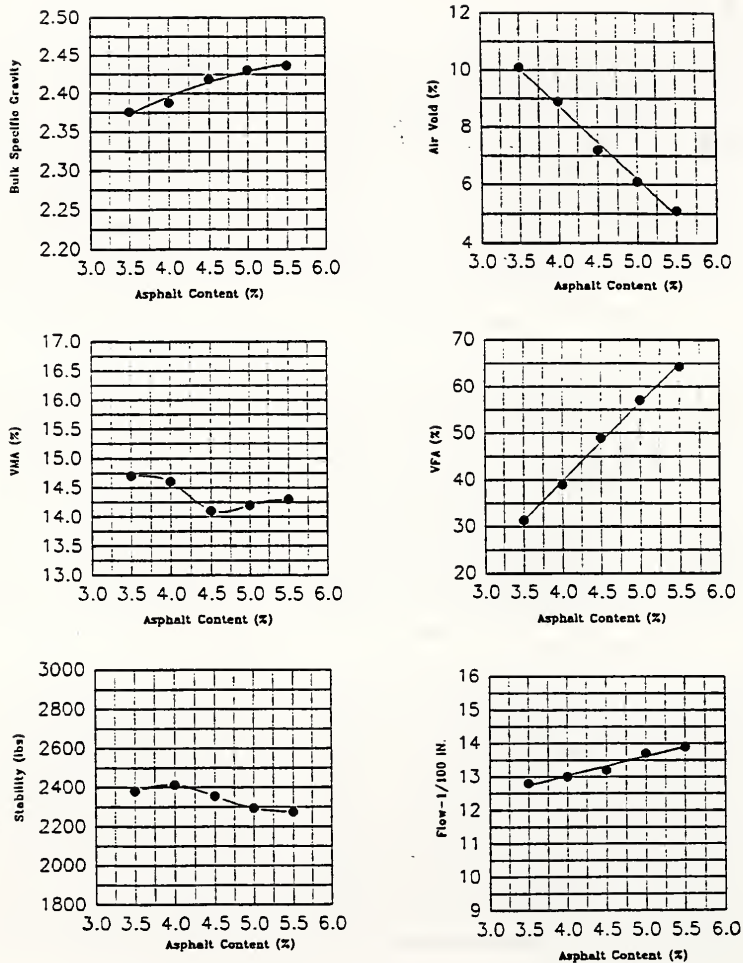 2.50
2.45
2.40
2.35
2.30
2.25
2.20
Bulk Specific Gravity
3.0 3.5 4.0 4.5 5.0 5.5 6.0
Asphalt Content (%)
12
10
8
6
4
Air Void (%)
3.0 3.5 4.0 4.5 5.0 5.5 6.0
Asphalt Content (%)
17.0
16.5
16.0
15.5
15.0
14.5
14.0
13.5
13.0
VMA (%)
3.0 3.5 4.0 4.5 5.0 5.5 6.0
Asphalt Content (%)
70
60
50
40
30
20
VFA (%)
3.0 3.5 4.0 4.5 5.0 5.5 6.0
Asphalt Content (%)
3000
2800
2600
2400
2200
2000
1800
Stability (lbs)
3.0 3.5 4.0 4.5 5.0 5.5 6.0
Asphalt Content (%)
16
15
14
13
12
11
10
9
Flow-1/100 IN.
3.0 3.5 4.0 4.5 5.0 5.5 6.0
Asphalt Content (%)